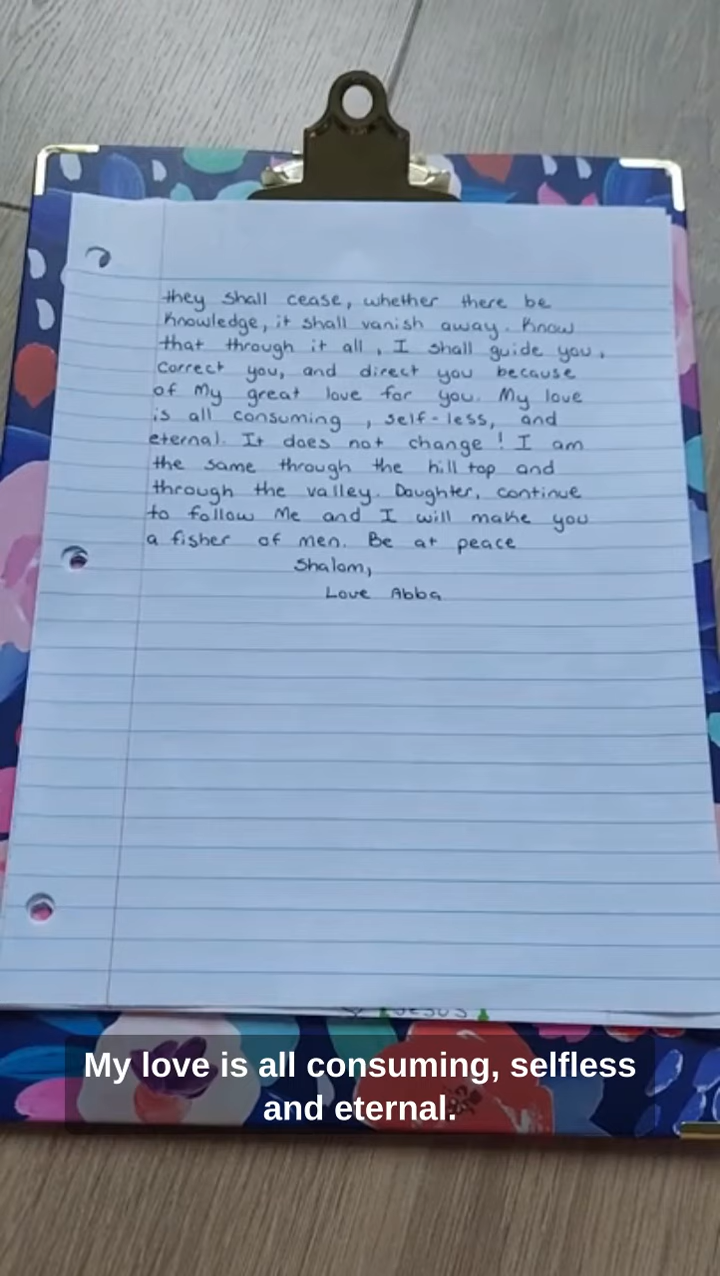 they shall cease, whether there be
knowledge, it shall vanish away. Know
that through it all, I shall guide you,
correct you, and direct you because
of My great love for you. My love
is all consuming, self-less, and
eternal. It does not change! I am
the same through the hill top and
through the valley. Daughter, continue
to follow Me and I will make you
a fisher of men. Be at peace
Shalom,
Love Abba
My love is all consuming, selfless
and eternal.